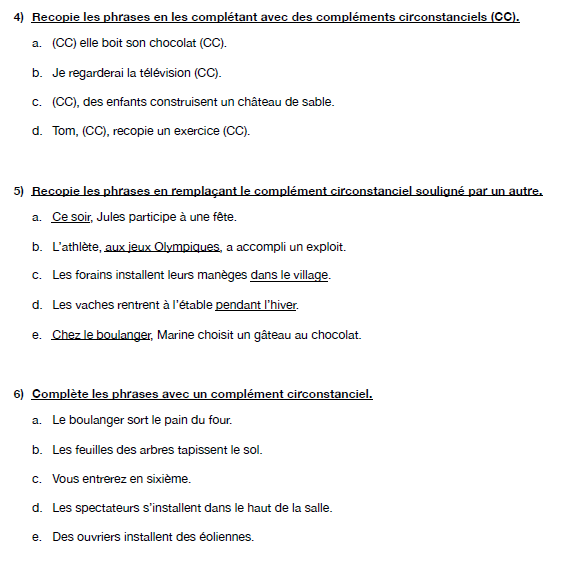 4) Recopie les phrases en les complétant avec des compléments circonstanciels (CC).
a. (CC) elle boit son chocolat (CC).
b. Je regarderai la télévision (CC).
c. (CC), des enfants construisent un château de sable.
d. Tom, (CC), recopie un exercice (CC).
5) Recopie les phrases en remplaçant le complément circonstanciel souligné par un autre.
a. Ce soir, Jules participe à une fête.
b. L'athlète, aux jeux Olympiques, a accompli un exploit.
c. Les forains installent leurs manèges dans le village.
d. Les vaches rentrent à l'étable pendant l'hiver.
e. Chez le boulanger, Marine choisit un gâteau au chocolat.
6) Complète les phrases avec un complément circonstanciel.
a. Le boulanger sort le pain du four.
b. Les feuilles des arbres tapissent le sol.
c. Vous entrerez en sixième.
d. Les spectateurs s'installent dans le haut de la salle.
e. Des ouvriers installent des éoliennes.